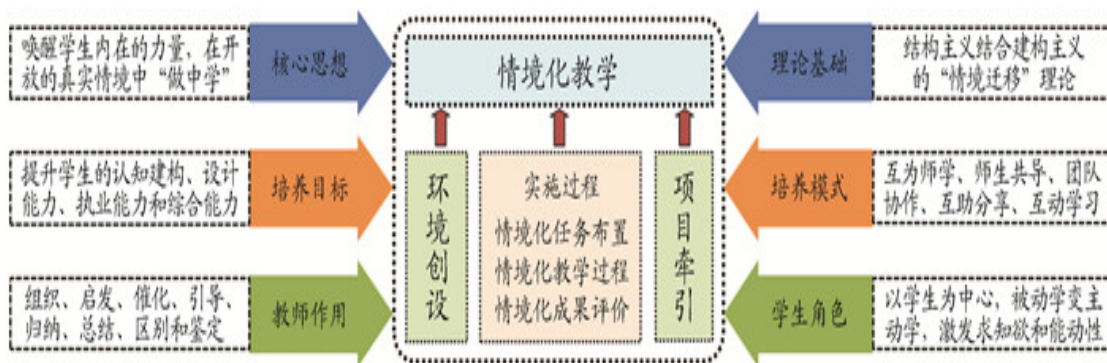 唤醒学生内在的力量，在开
放的真实情境中“做中学”
核心思想
提升学生的认知建构、设计
能力、执业能力和综合能力
培养目标
组织、启发、催化、引导、
归纳、总结、区别和鉴定
教师作用
情境化教学
环境创设
实施过程
情境化任务布置
情境化教学过程
情境化成果评价
项目牵引
理论基础
结构主义结合建构主义
的“情境迁移”理论
培养模式
互为师学、师生共导、团队
协作、互助分享、互动学习
学生角色
以学生为中心，被动学变主
动学，激发求知欲和能动性